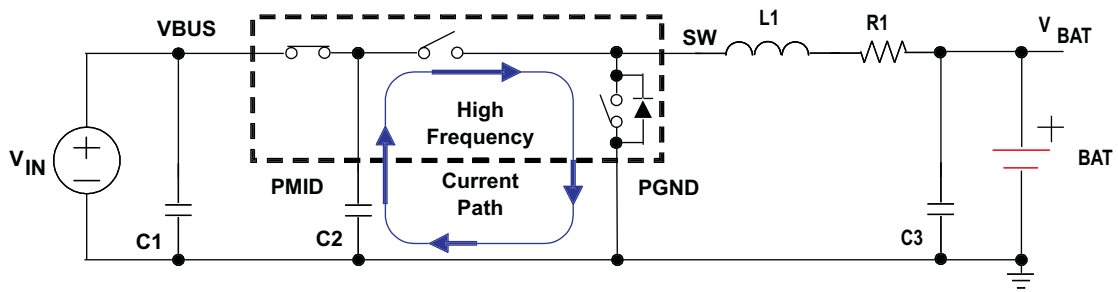 VBUS
SW
L1
R1
V BAT
High
Frequency
V IN
+
−
PMID
Current
Path
PGND
+
BAT
C1
C2
C3